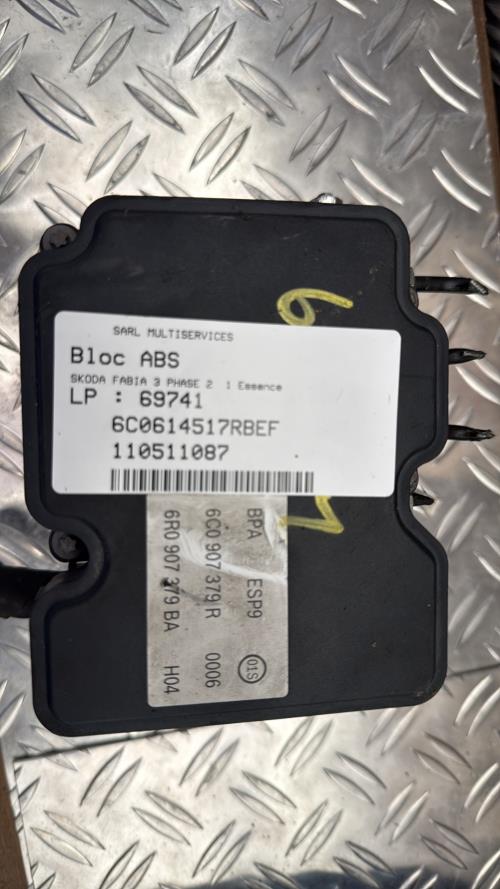 SARL MULTISERVICES
Bloc ABS
SKODA FABIA 3 PHASE 2 1 Essence
LP : 69741
6C0614517RBEF
110511087
BPA ESP9 01S
6C0 907 379 R 0006
6R0 907 379 BA H04